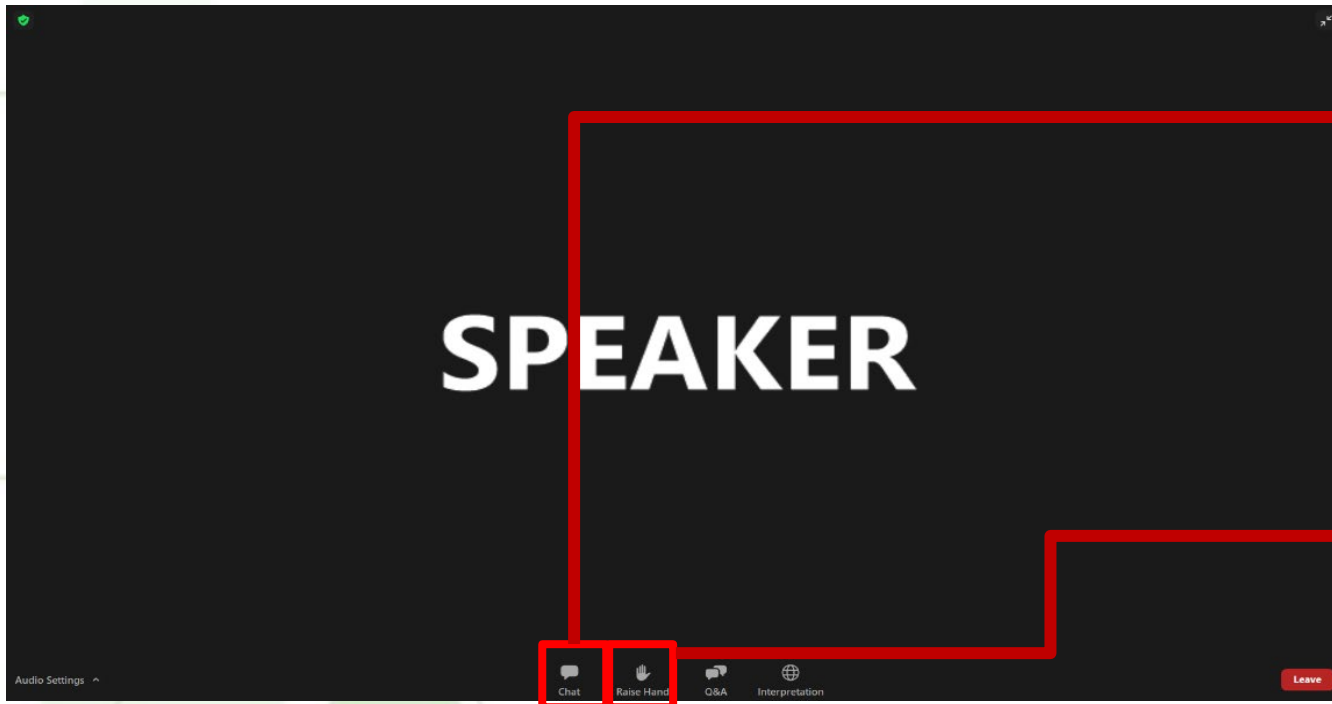 SPEAKER
Audio Settings
Chat
Raise Hand
Q&A
Interpretation
Leave